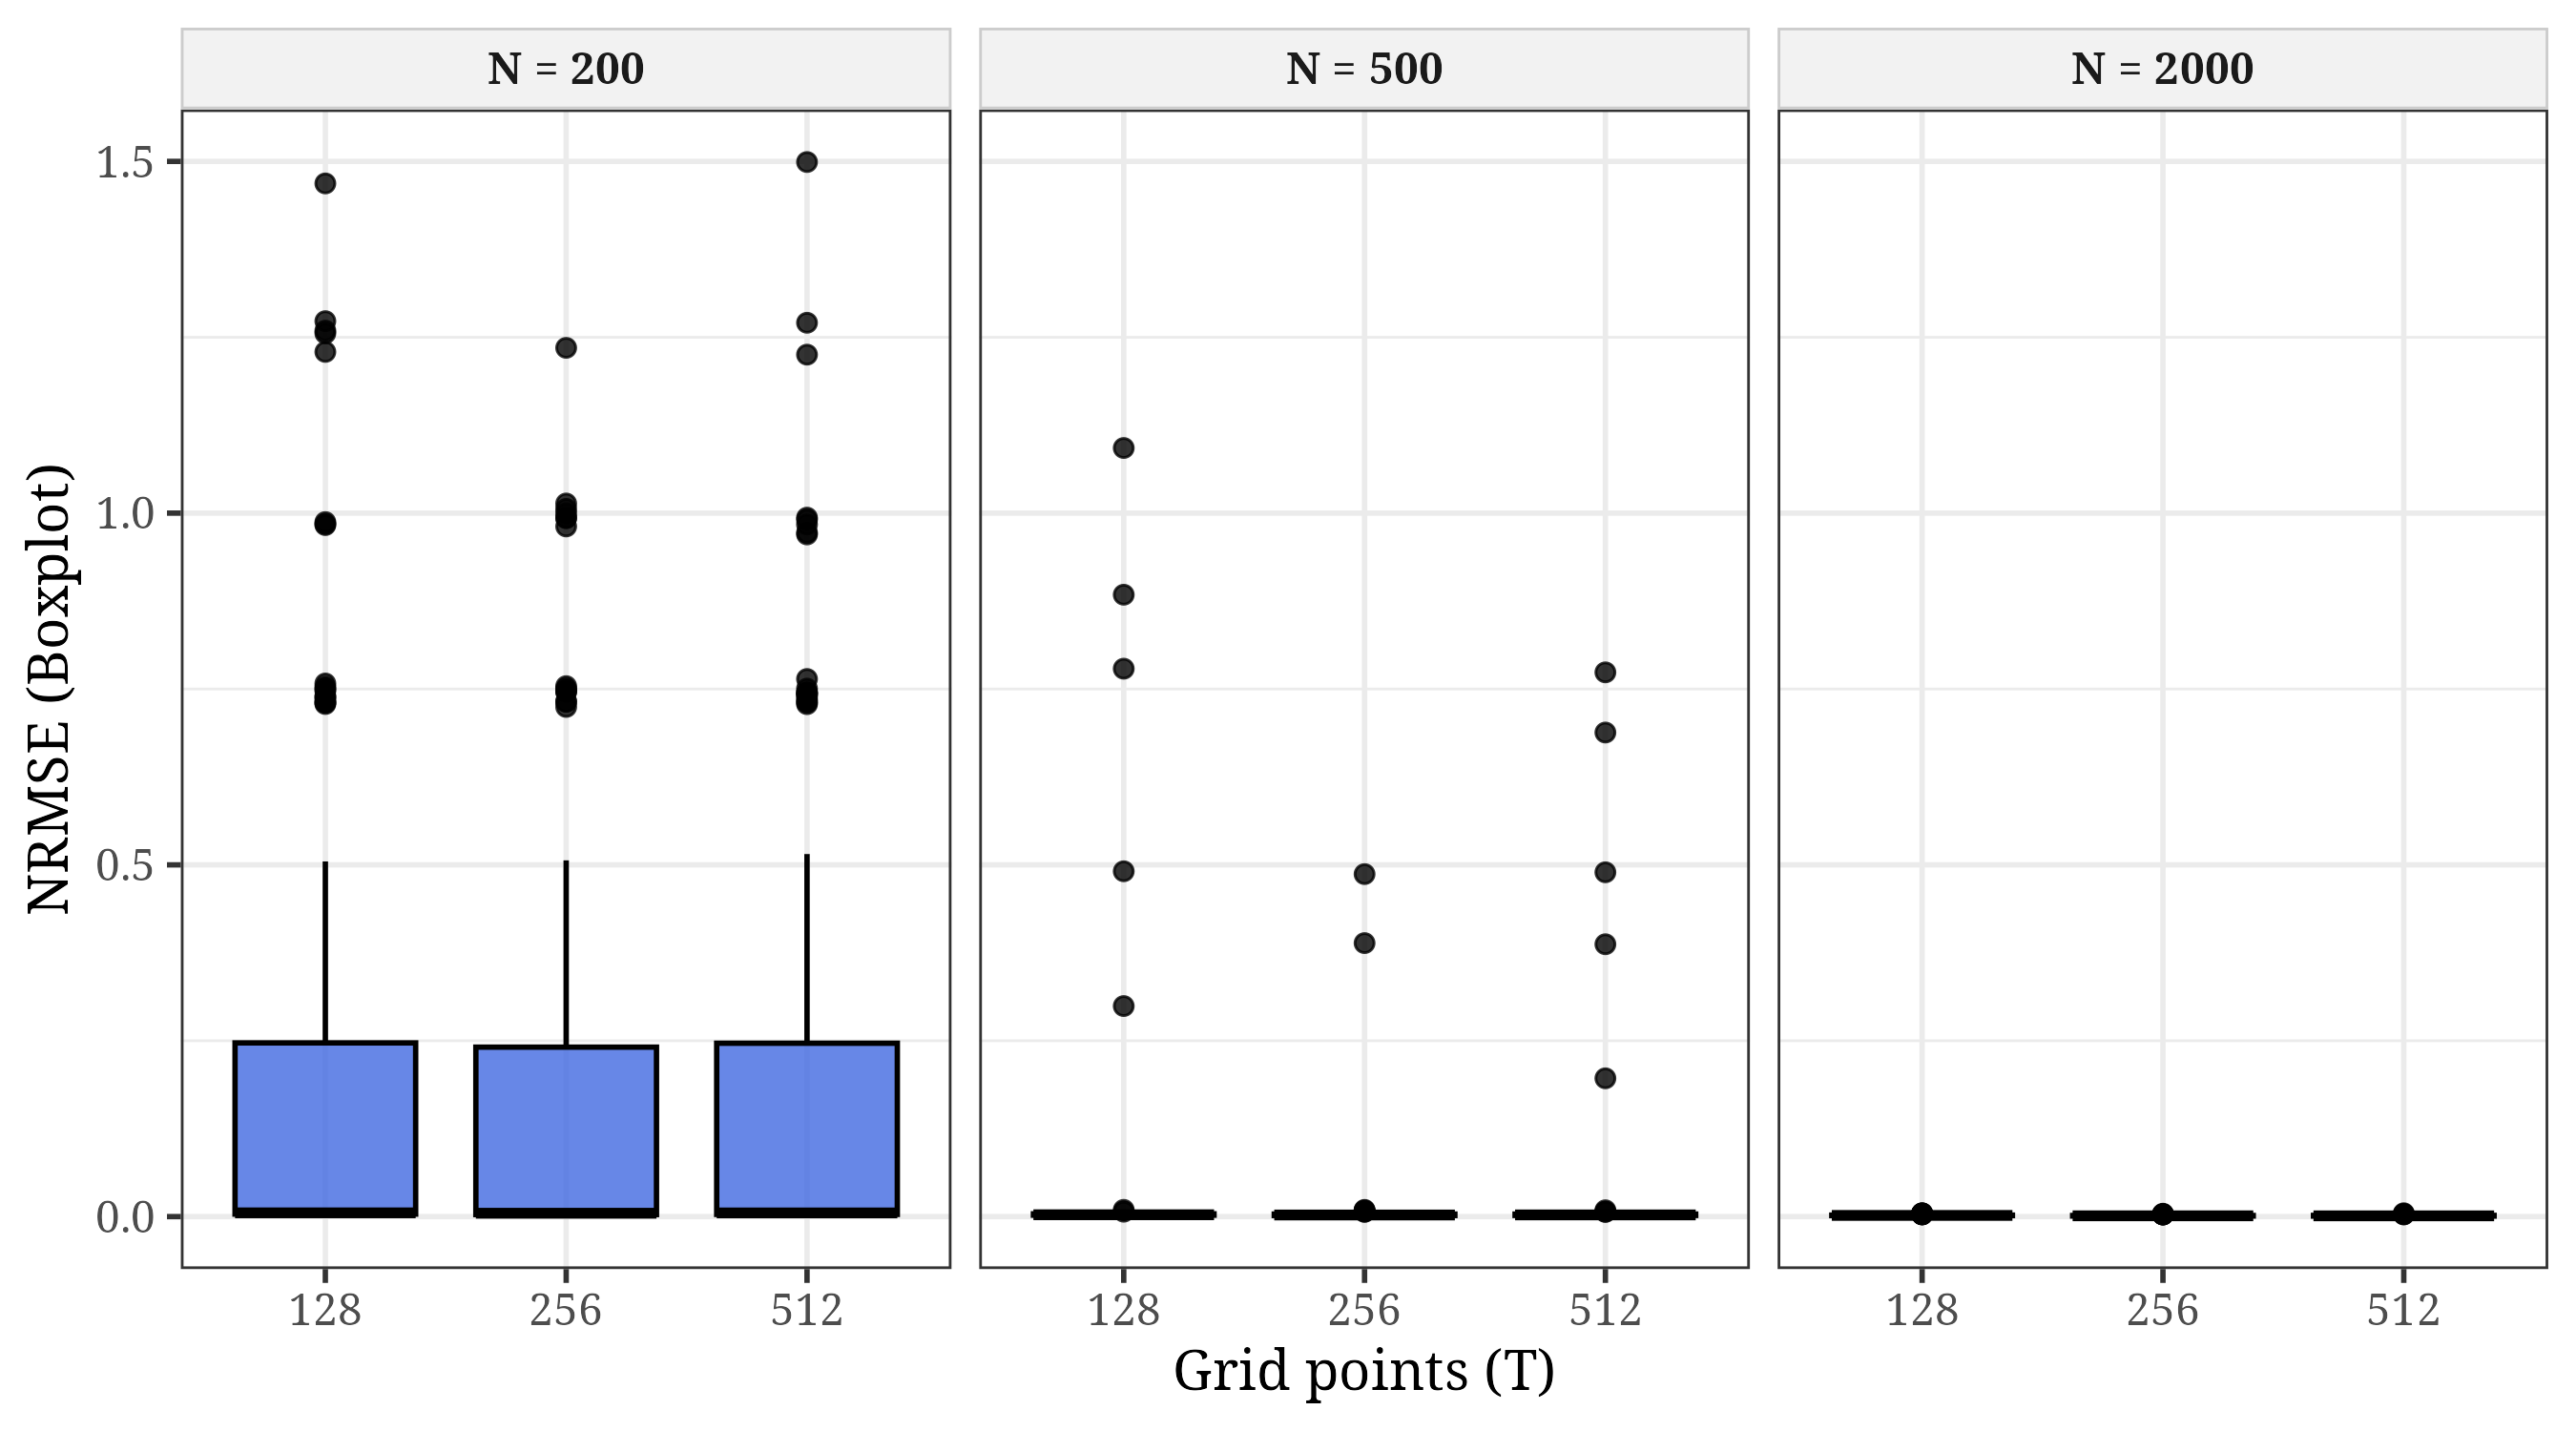 N = 200
N = 500
N = 2000
NRMSE (Boxplot)
1.5
1.0
0.5
0.0
128 256 512
128 256 512
128 256 512
Grid points (T)